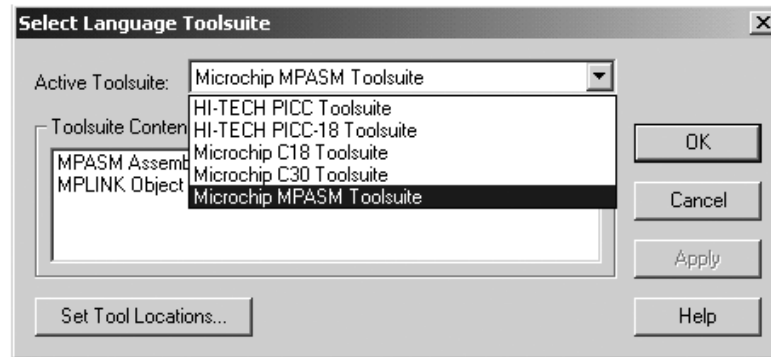 Select Language Toolsuite
Active Toolsuite:
Microchip MPASM Toolsuite
HI-TECH PICC Toolsuite
HI-TECH PICC-18 Toolsuite
Microchip C18 Toolsuite
Microchip C30 Toolsuite
Microchip MPASM Toolsuite
Toolsuite Conten
MPASM Assemb
MPLINK Object
OK
Cancel
Apply
Set Tool Locations...
Help